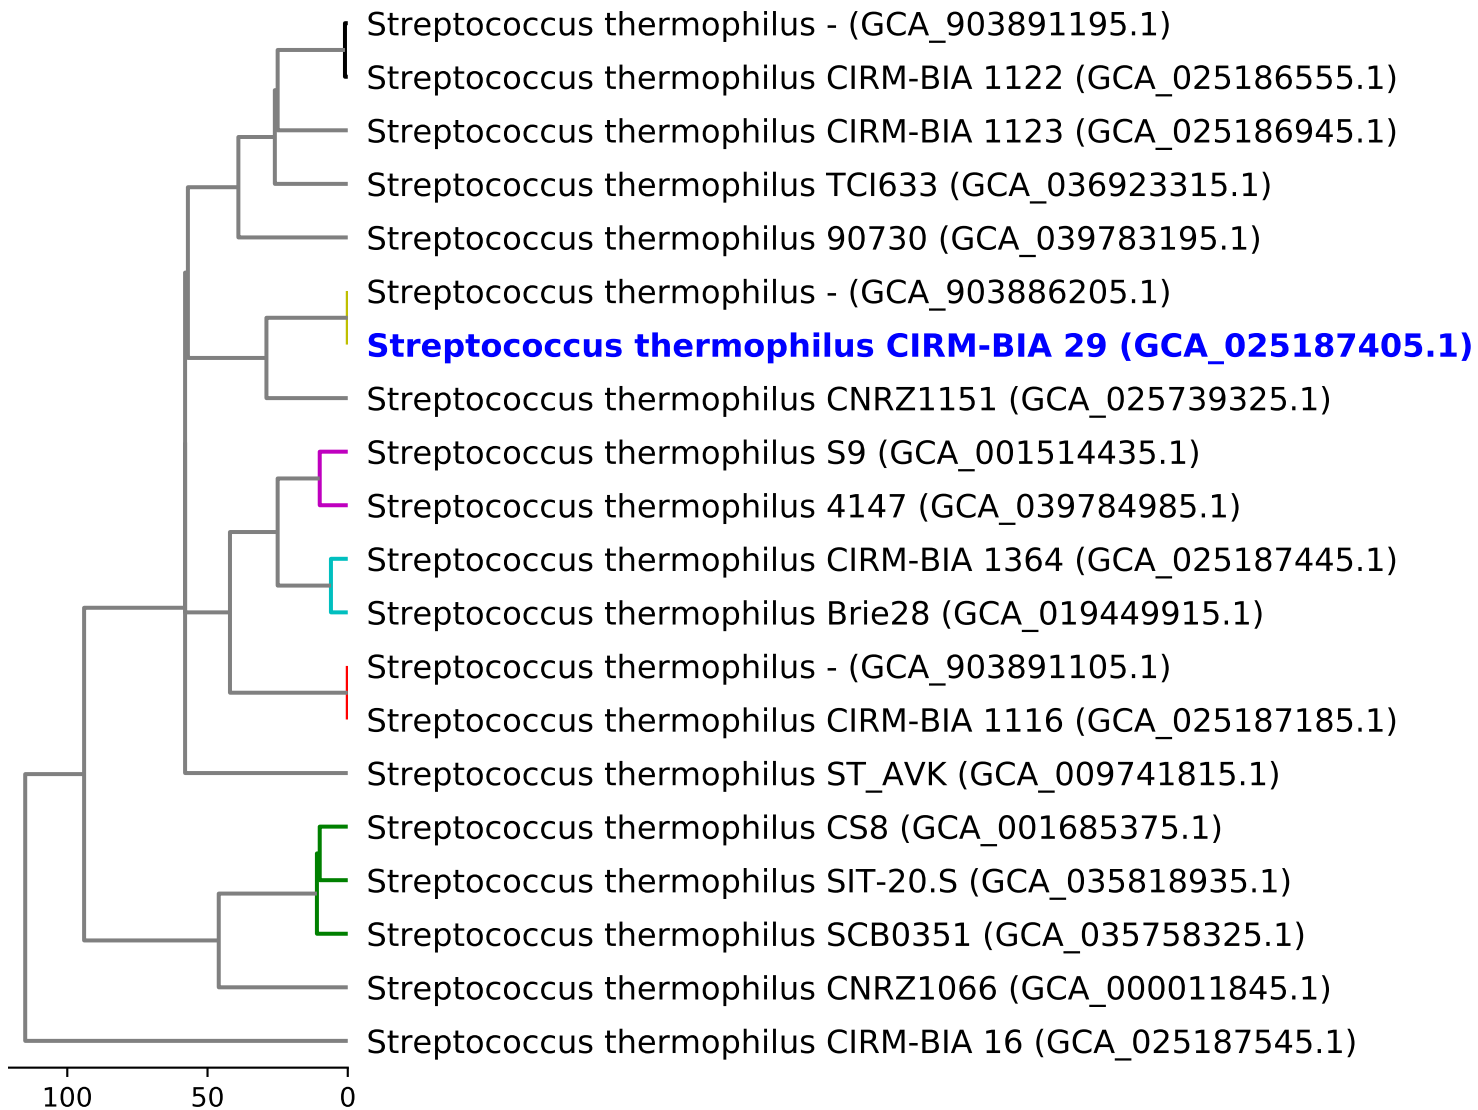 Streptococcus thermophilus - (GCA_903891195.1)
Streptococcus thermophilus CIRM-BIA 1122 (GCA_025186555.1)
Streptococcus thermophilus CIRM-BIA 1123 (GCA_025186945.1)
Streptococcus thermophilus TCI633 (GCA_036923315.1)
Streptococcus thermophilus 90730 (GCA_039783195.1)
Streptococcus thermophilus - (GCA_903886205.1)
Streptococcus thermophilus CIRM-BIA 29 (GCA_025187405.1)
Streptococcus thermophilus CNRZ1151 (GCA_025739325.1)
Streptococcus thermophilus S9 (GCA_001514435.1)
Streptococcus thermophilus 4147 (GCA_039784985.1)
Streptococcus thermophilus CIRM-BIA 1364 (GCA_025187445.1)
Streptococcus thermophilus Brie28 (GCA_019449915.1)
Streptococcus thermophilus - (GCA_903891105.1)
Streptococcus thermophilus CIRM-BIA 1116 (GCA_025187185.1)
Streptococcus thermophilus ST_AVK (GCA_009741815.1)
Streptococcus thermophilus CS8 (GCA_001685375.1)
Streptococcus thermophilus SIT-20.S (GCA_035818935.1)
Streptococcus thermophilus SCB0351 (GCA_035758325.1)
Streptococcus thermophilus CNRZ1066 (GCA_000011845.1)
Streptococcus thermophilus CIRM-BIA 16 (GCA_025187545.1)
100 50 0